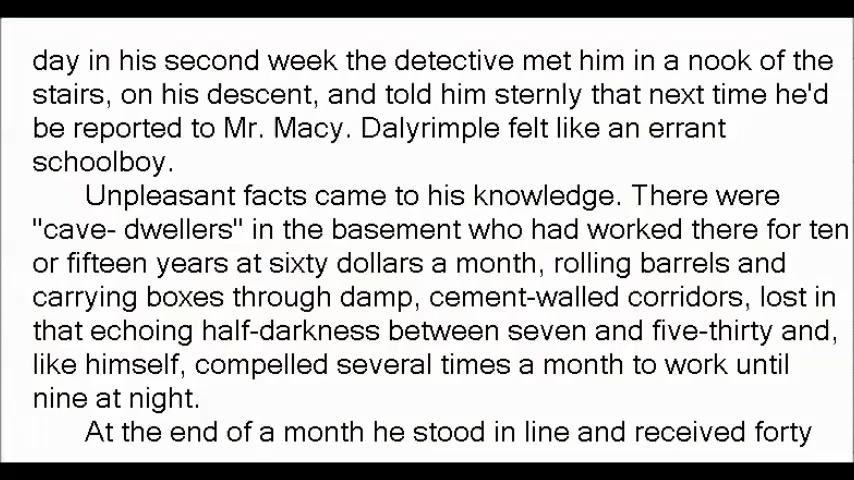 day in his second week the detective met him in a nook of the
stairs, on his descent, and told him sternly that next time he'd
be reported to Mr. Macy. Dalyrimple felt like an errant
schoolboy.
Unpleasant facts came to his knowledge. There were
"cave- dwellers" in the basement who had worked there for ten
or fifteen years at sixty dollars a month, rolling barrels and
carrying boxes through damp, cement-walled corridors, lost in
that echoing half-darkness between seven and five-thirty and,
like himself, compelled several times a month to work until
nine at night.
At the end of a month he stood in line and received forty